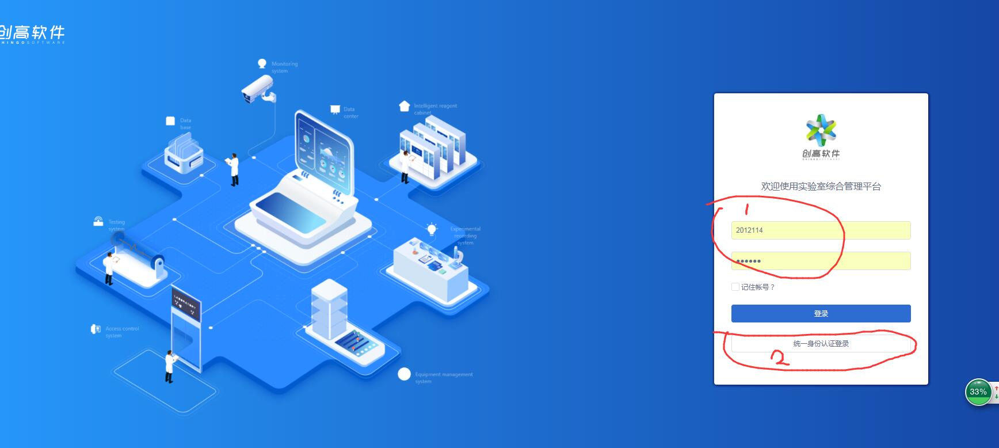 创高软件
CHINGOSOFTWARE
Monitoring
system
Data
center
Intelligent reagent
cabinet
Data
base
Testing
system
Experimental
recording
system
LABORATORY
Access control
system
Equipment management
system
创高软件
欢迎使用实验室综合管理平台
1
2012114
••••••
记住帐号？
登录
统一身份认证登录
2
33%